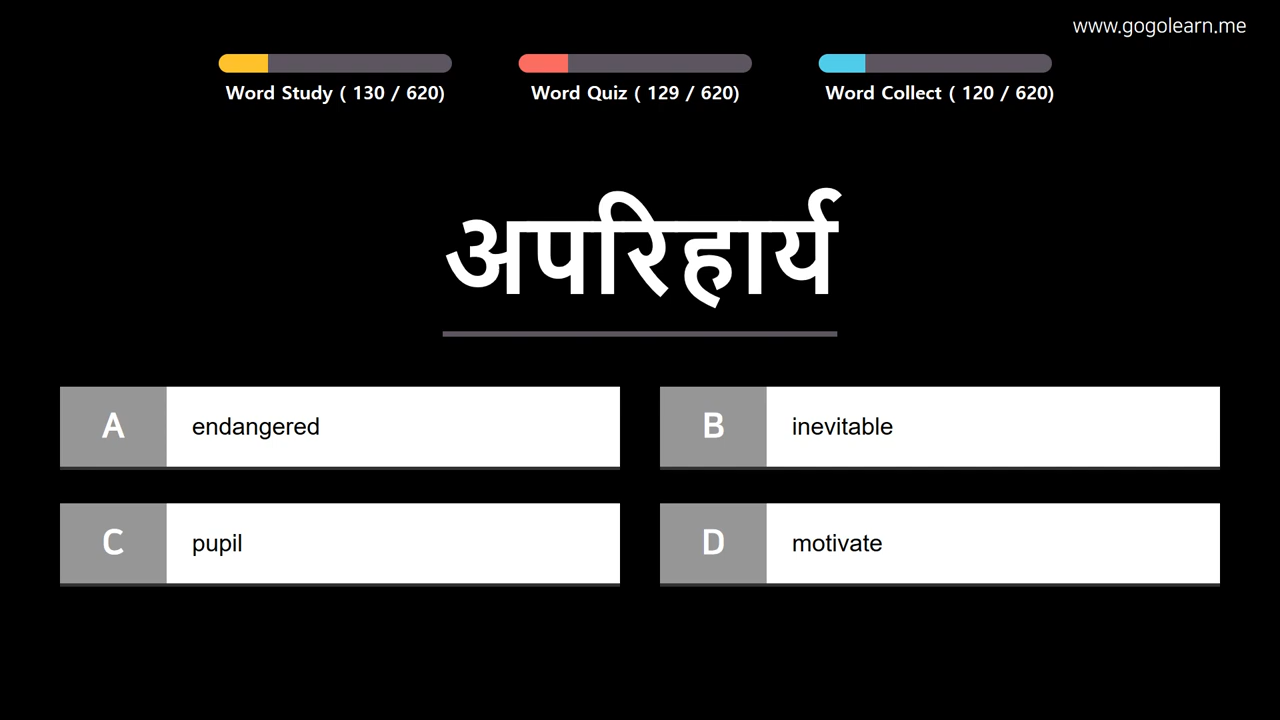 www.gogolearn.me
Word Study ( 130 / 620)
Word Quiz ( 129 / 620)
Word Collect ( 120 / 620)
अपरिहार्य
A endangered
B inevitable
C pupil
D motivate